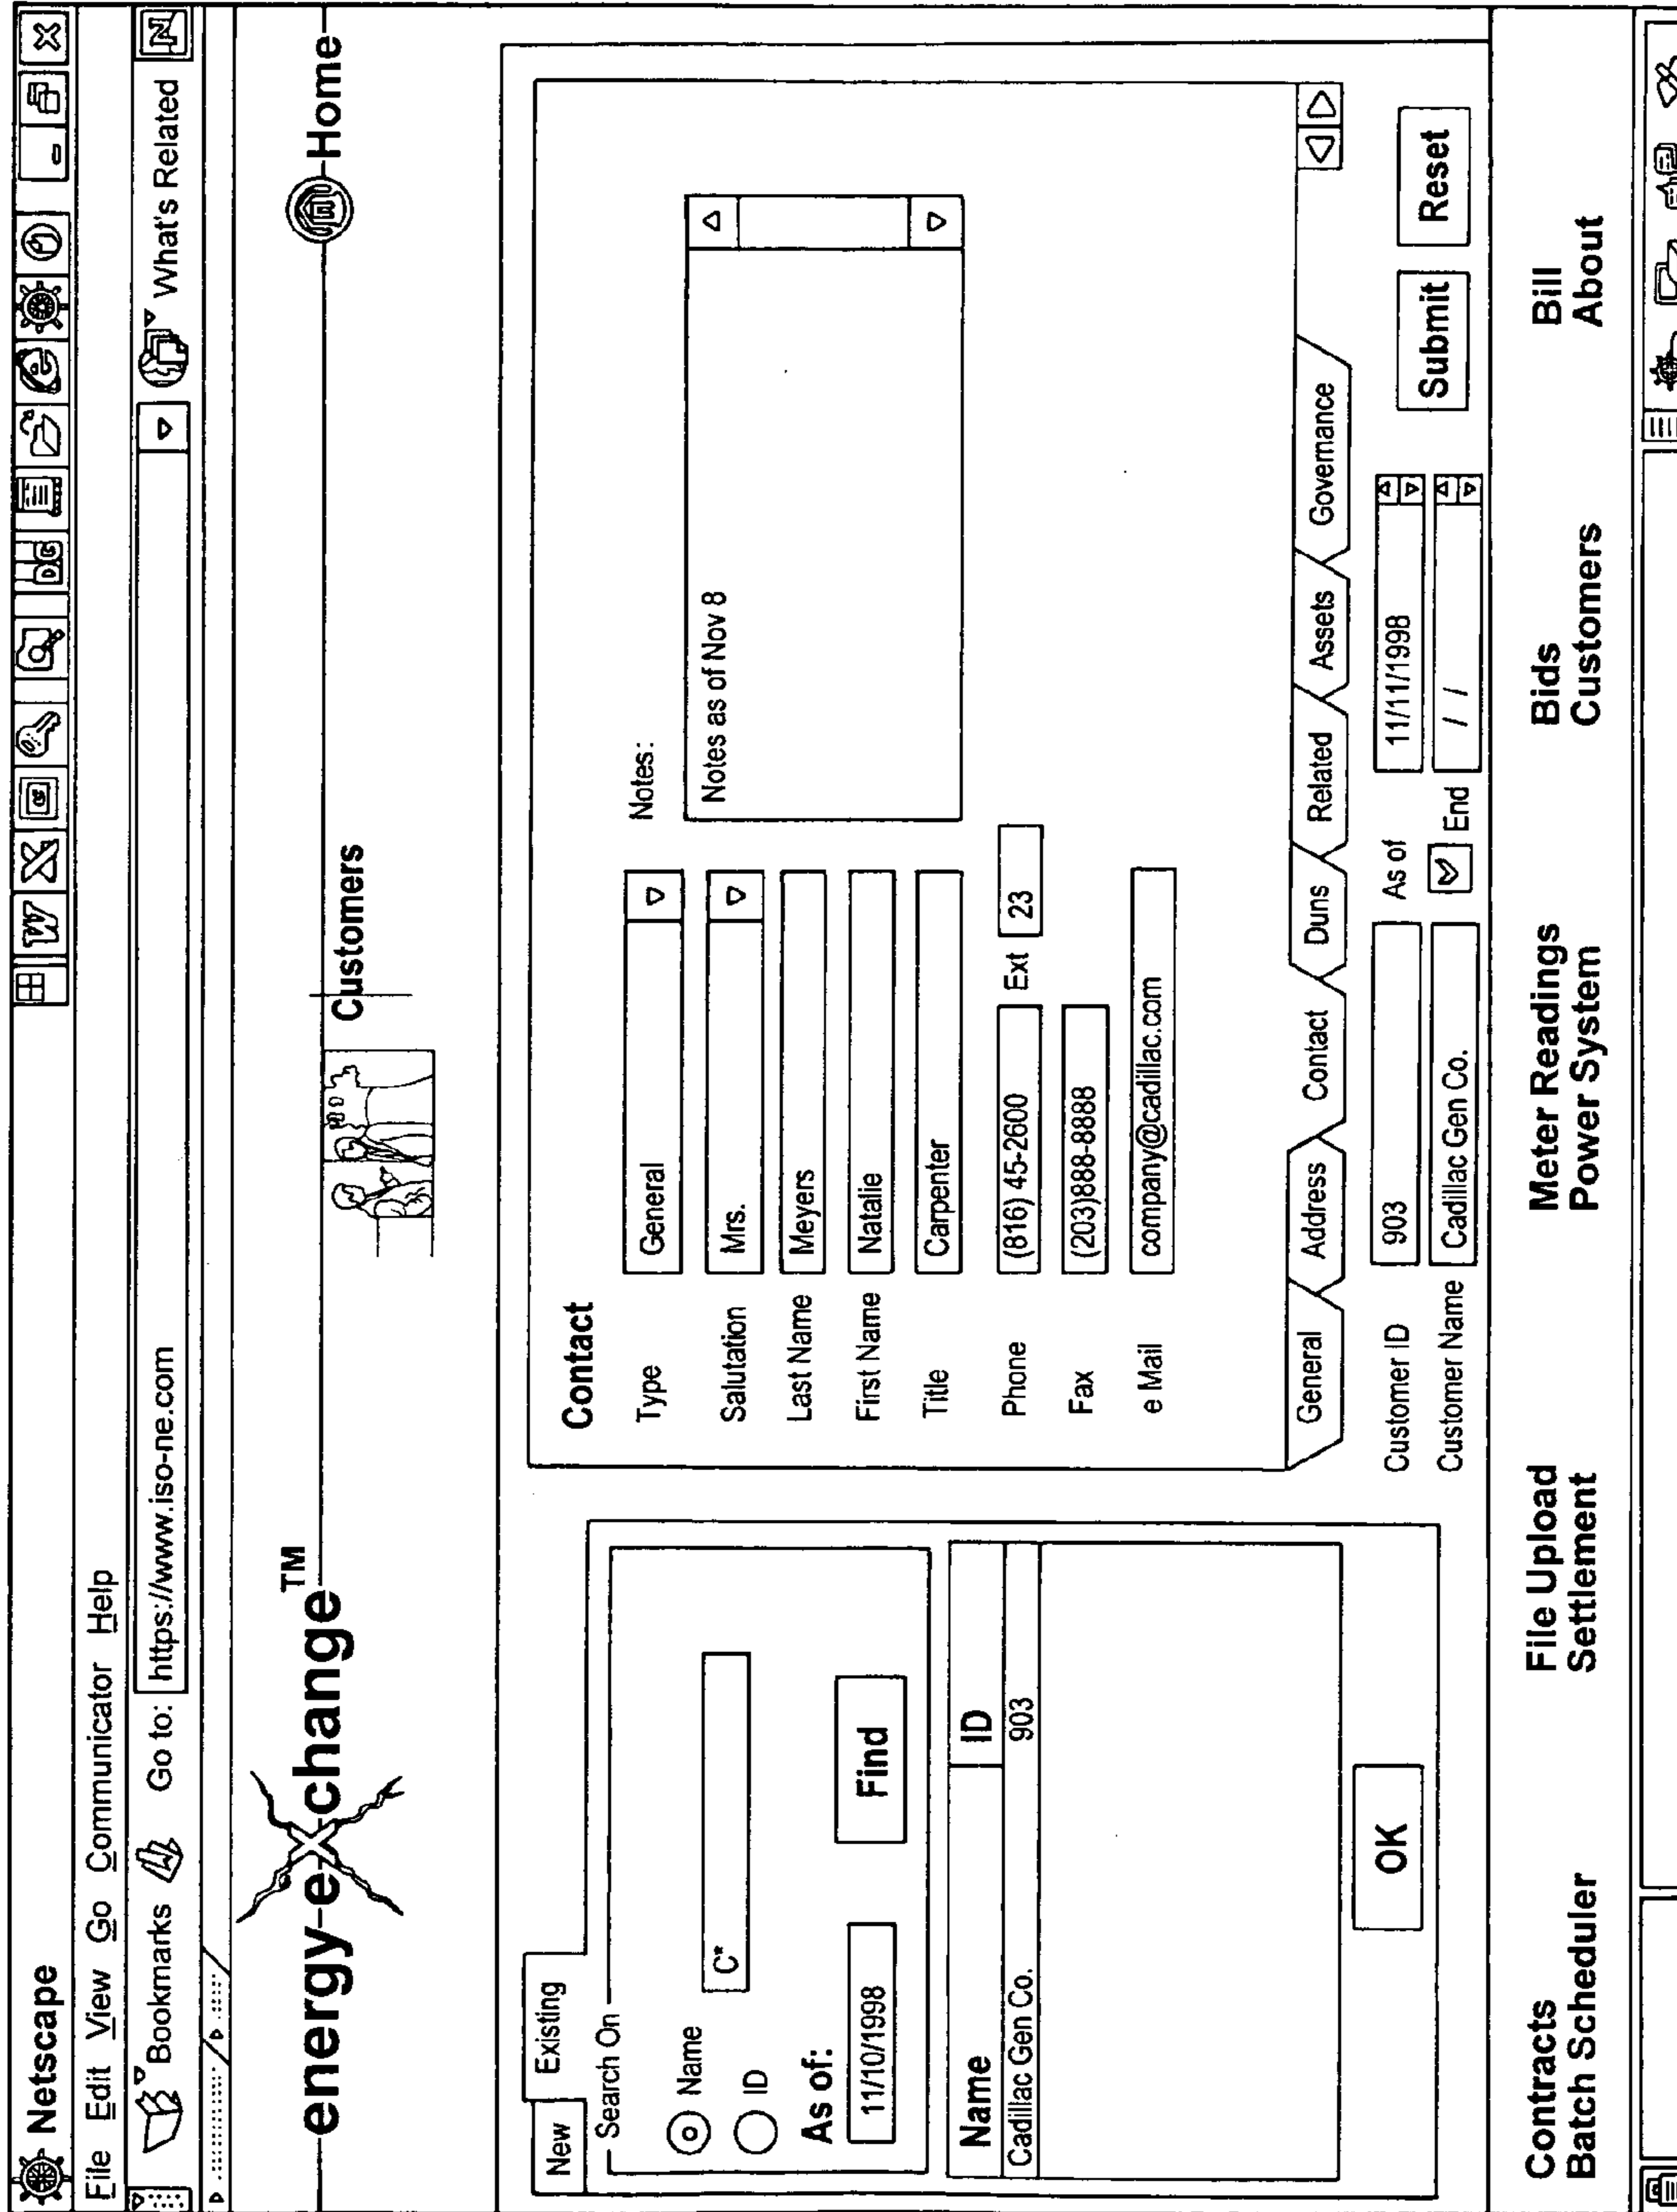 Netscape
File Edit View Go Communicator Help
Bookmarks Go to: https://www.iso-ne.com What's Related
energy-eXchange™ Home
Customers
New Existing
Search On
Name C*
ID
As of:
11/10/1998 Find
Name ID
Cadillac Gen Co. 903
OK
Contact
Type General
Salutation Mrs.
Last Name Meyers
First Name Natalie
Title Carpenter
Phone (816) 45-2600 Ext 23
Fax (203)888-8888
e Mail company@cadillac.com
Notes:
Notes as of Nov 8
General Address Contact Duns Related Assets Governance
Customer ID 903 As of 11/11/1998
Customer Name Cadillac Gen Co. End / /
Submit Reset
Contracts File Upload Meter Readings Bids Bill
Batch Scheduler Settlement Power System Customers About